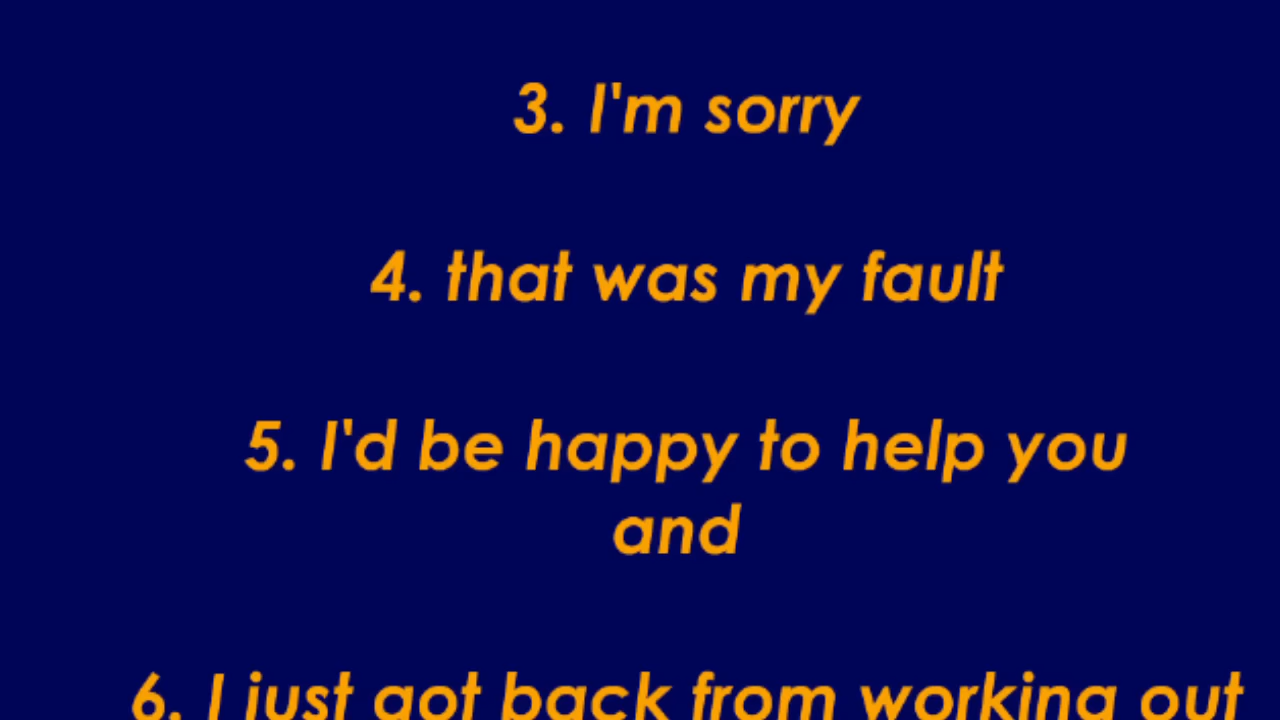 3. I'm sorry
4. that was my fault
5. I'd be happy to help you
and
6. I just got back from working out